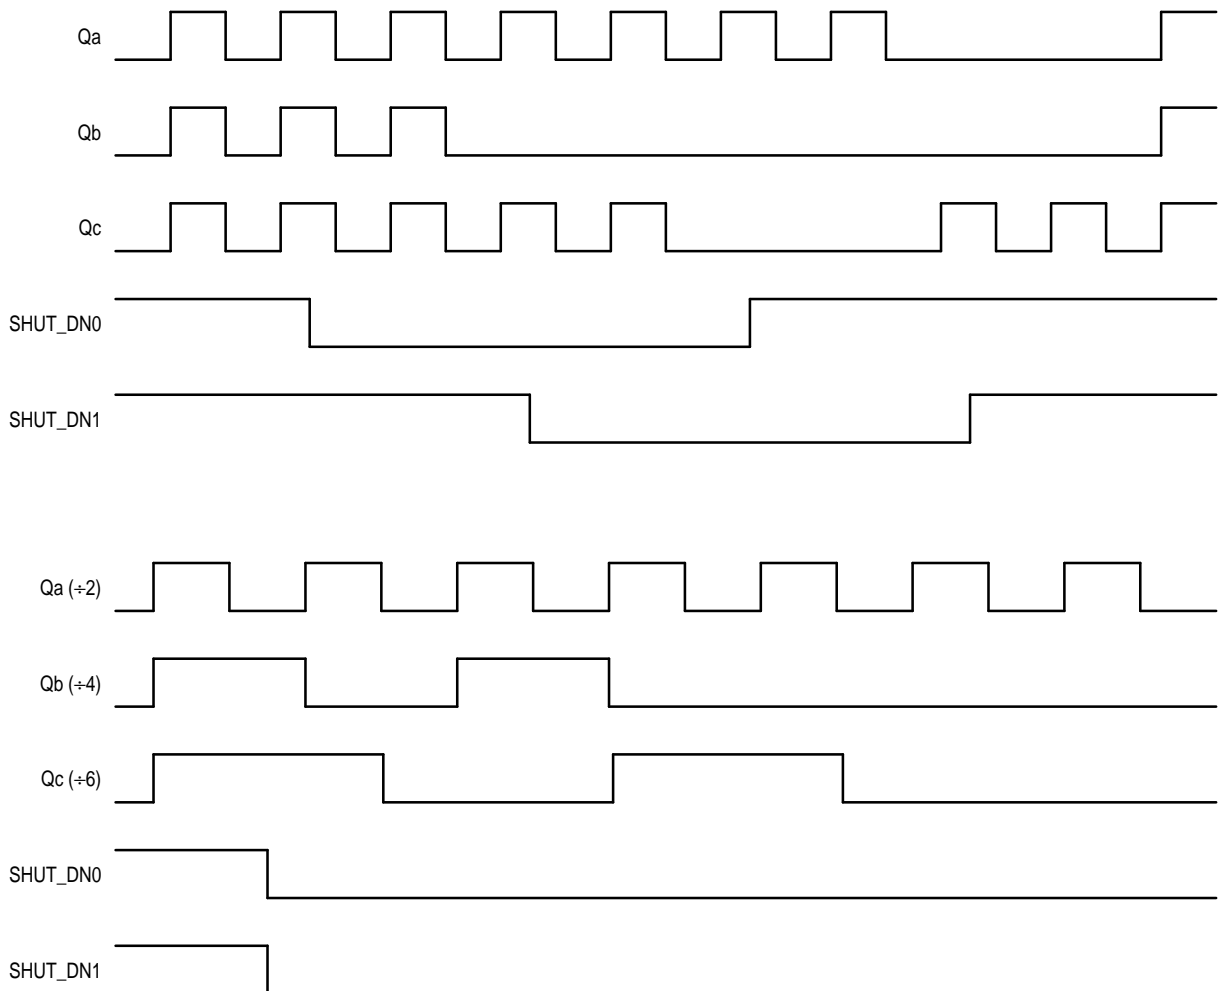 Qa
Qb
Qc
SHUT_DN0
SHUT_DN1
Qa (÷2)
Qb (÷4)
Qc (÷6)
SHUT_DN0
SHUT_DN1